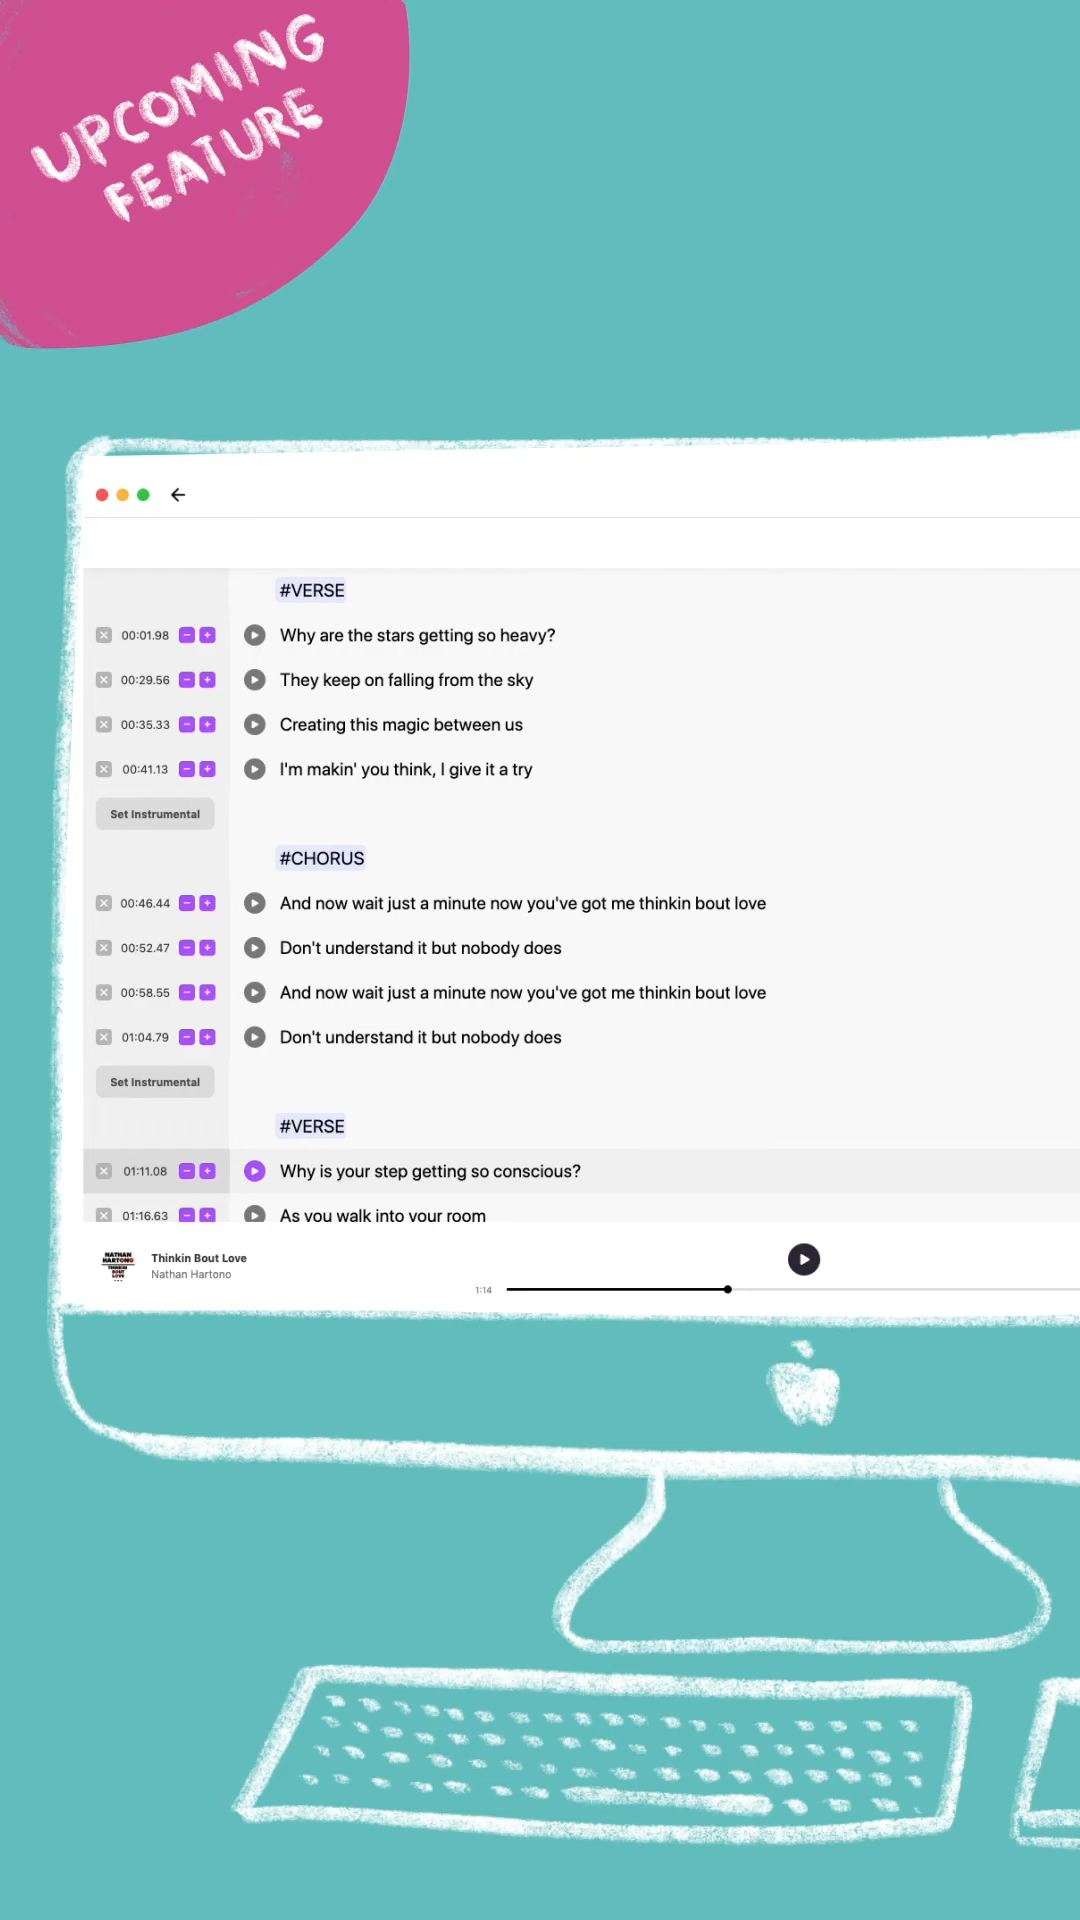 UPCOMING
FEATURE
#VERSE
00:01.98 Why are the stars getting so heavy?
00:29.56 They keep on falling from the sky
00:35.33 Creating this magic between us
00:41.13 I'm makin' you think, I give it a try
Set Instrumental
#CHORUS
00:46.44 And now wait just a minute now you've got me thinkin bout love
00:52.47 Don't understand it but nobody does
00:58.55 And now wait just a minute now you've got me thinkin bout love
01:04.79 Don't understand it but nobody does
Set Instrumental
#VERSE
01:11.08 Why is your step getting so conscious?
01:16.63 As you walk into your room
NATHAN
HARTONO
THINKIN
BOUT
LOVE
Thinkin Bout Love
Nathan Hartono
1:14